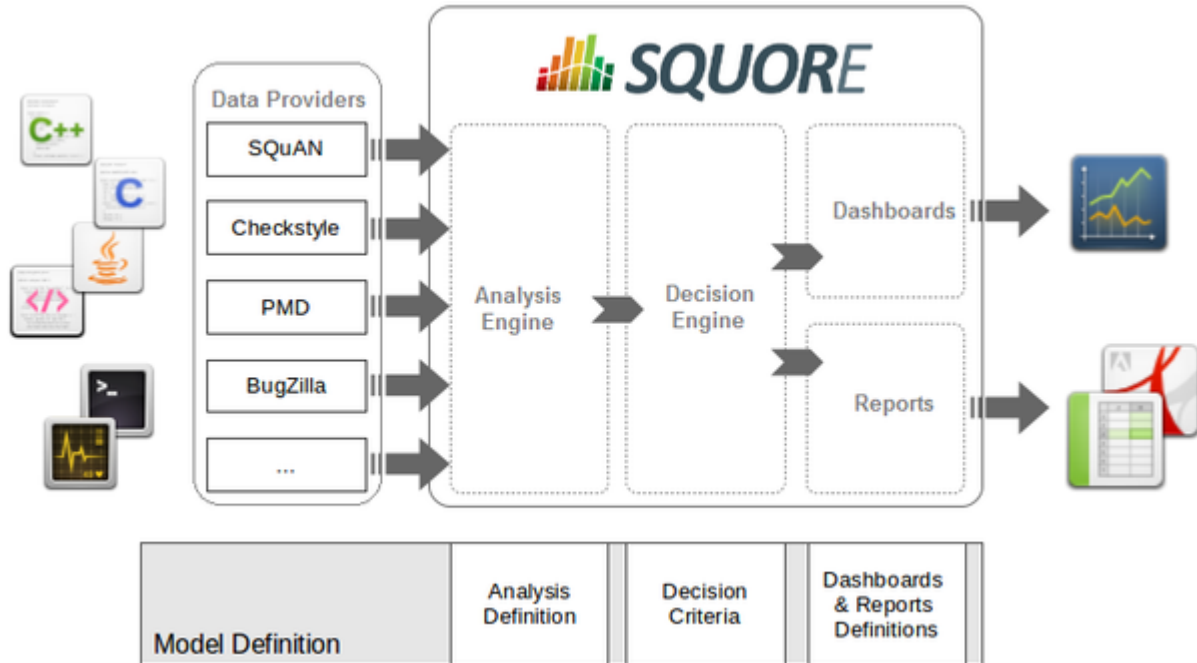 SQUORE
Data Providers
C++
SQuAN
C
Checkstyle
Dashboards
</>
PMD
Analysis
Engine
Decision
Engine
>_
BugZilla
Reports
...
Model Definition
Analysis
Definition
Decision
Criteria
Dashboards
& Reports
Definitions